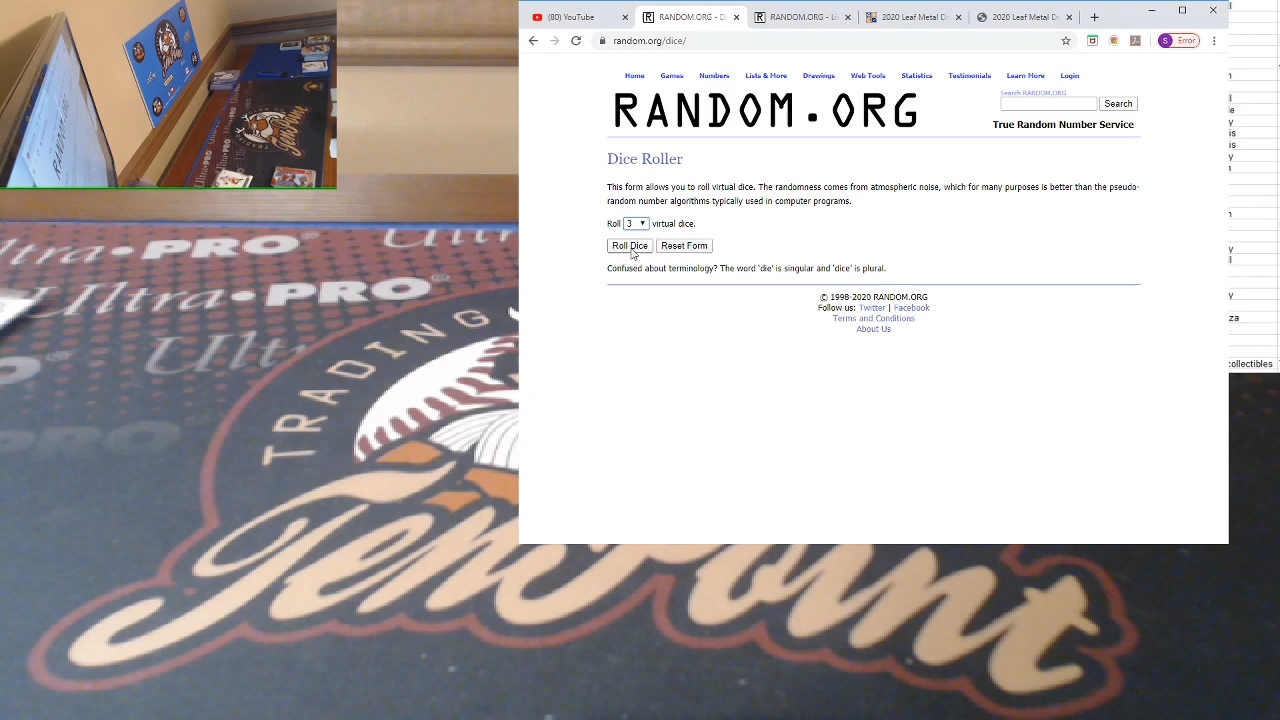 (80) YouTube
RANDOM.ORG - D
RANDOM.ORG - Li
2020 Leaf Metal Dr
2020 Leaf Metal Dr
random.org/dice/
S Error
Home Games Numbers Lists & More Drawings Web Tools Statistics Testimonials Learn More Login
Search RANDOM.ORG
Search
RANDOM.ORG
True Random Number Service
Dice Roller
This form allows you to roll virtual dice. The randomness comes from atmospheric noise, which for many purposes is better than the pseudo-
random number algorithms typically used in computer programs.
Roll 3 virtual dice.
Roll Dice Reset Form
Confused about terminology? The word 'die' is singular and 'dice' is plural.
© 1998-2020 RANDOM.ORG
Follow us: Twitter | Facebook
Terms and Conditions
About Us
collectibles
Ultra•PRO
Ultra•PRO
Ult
PRO
TRADING
TenPoint